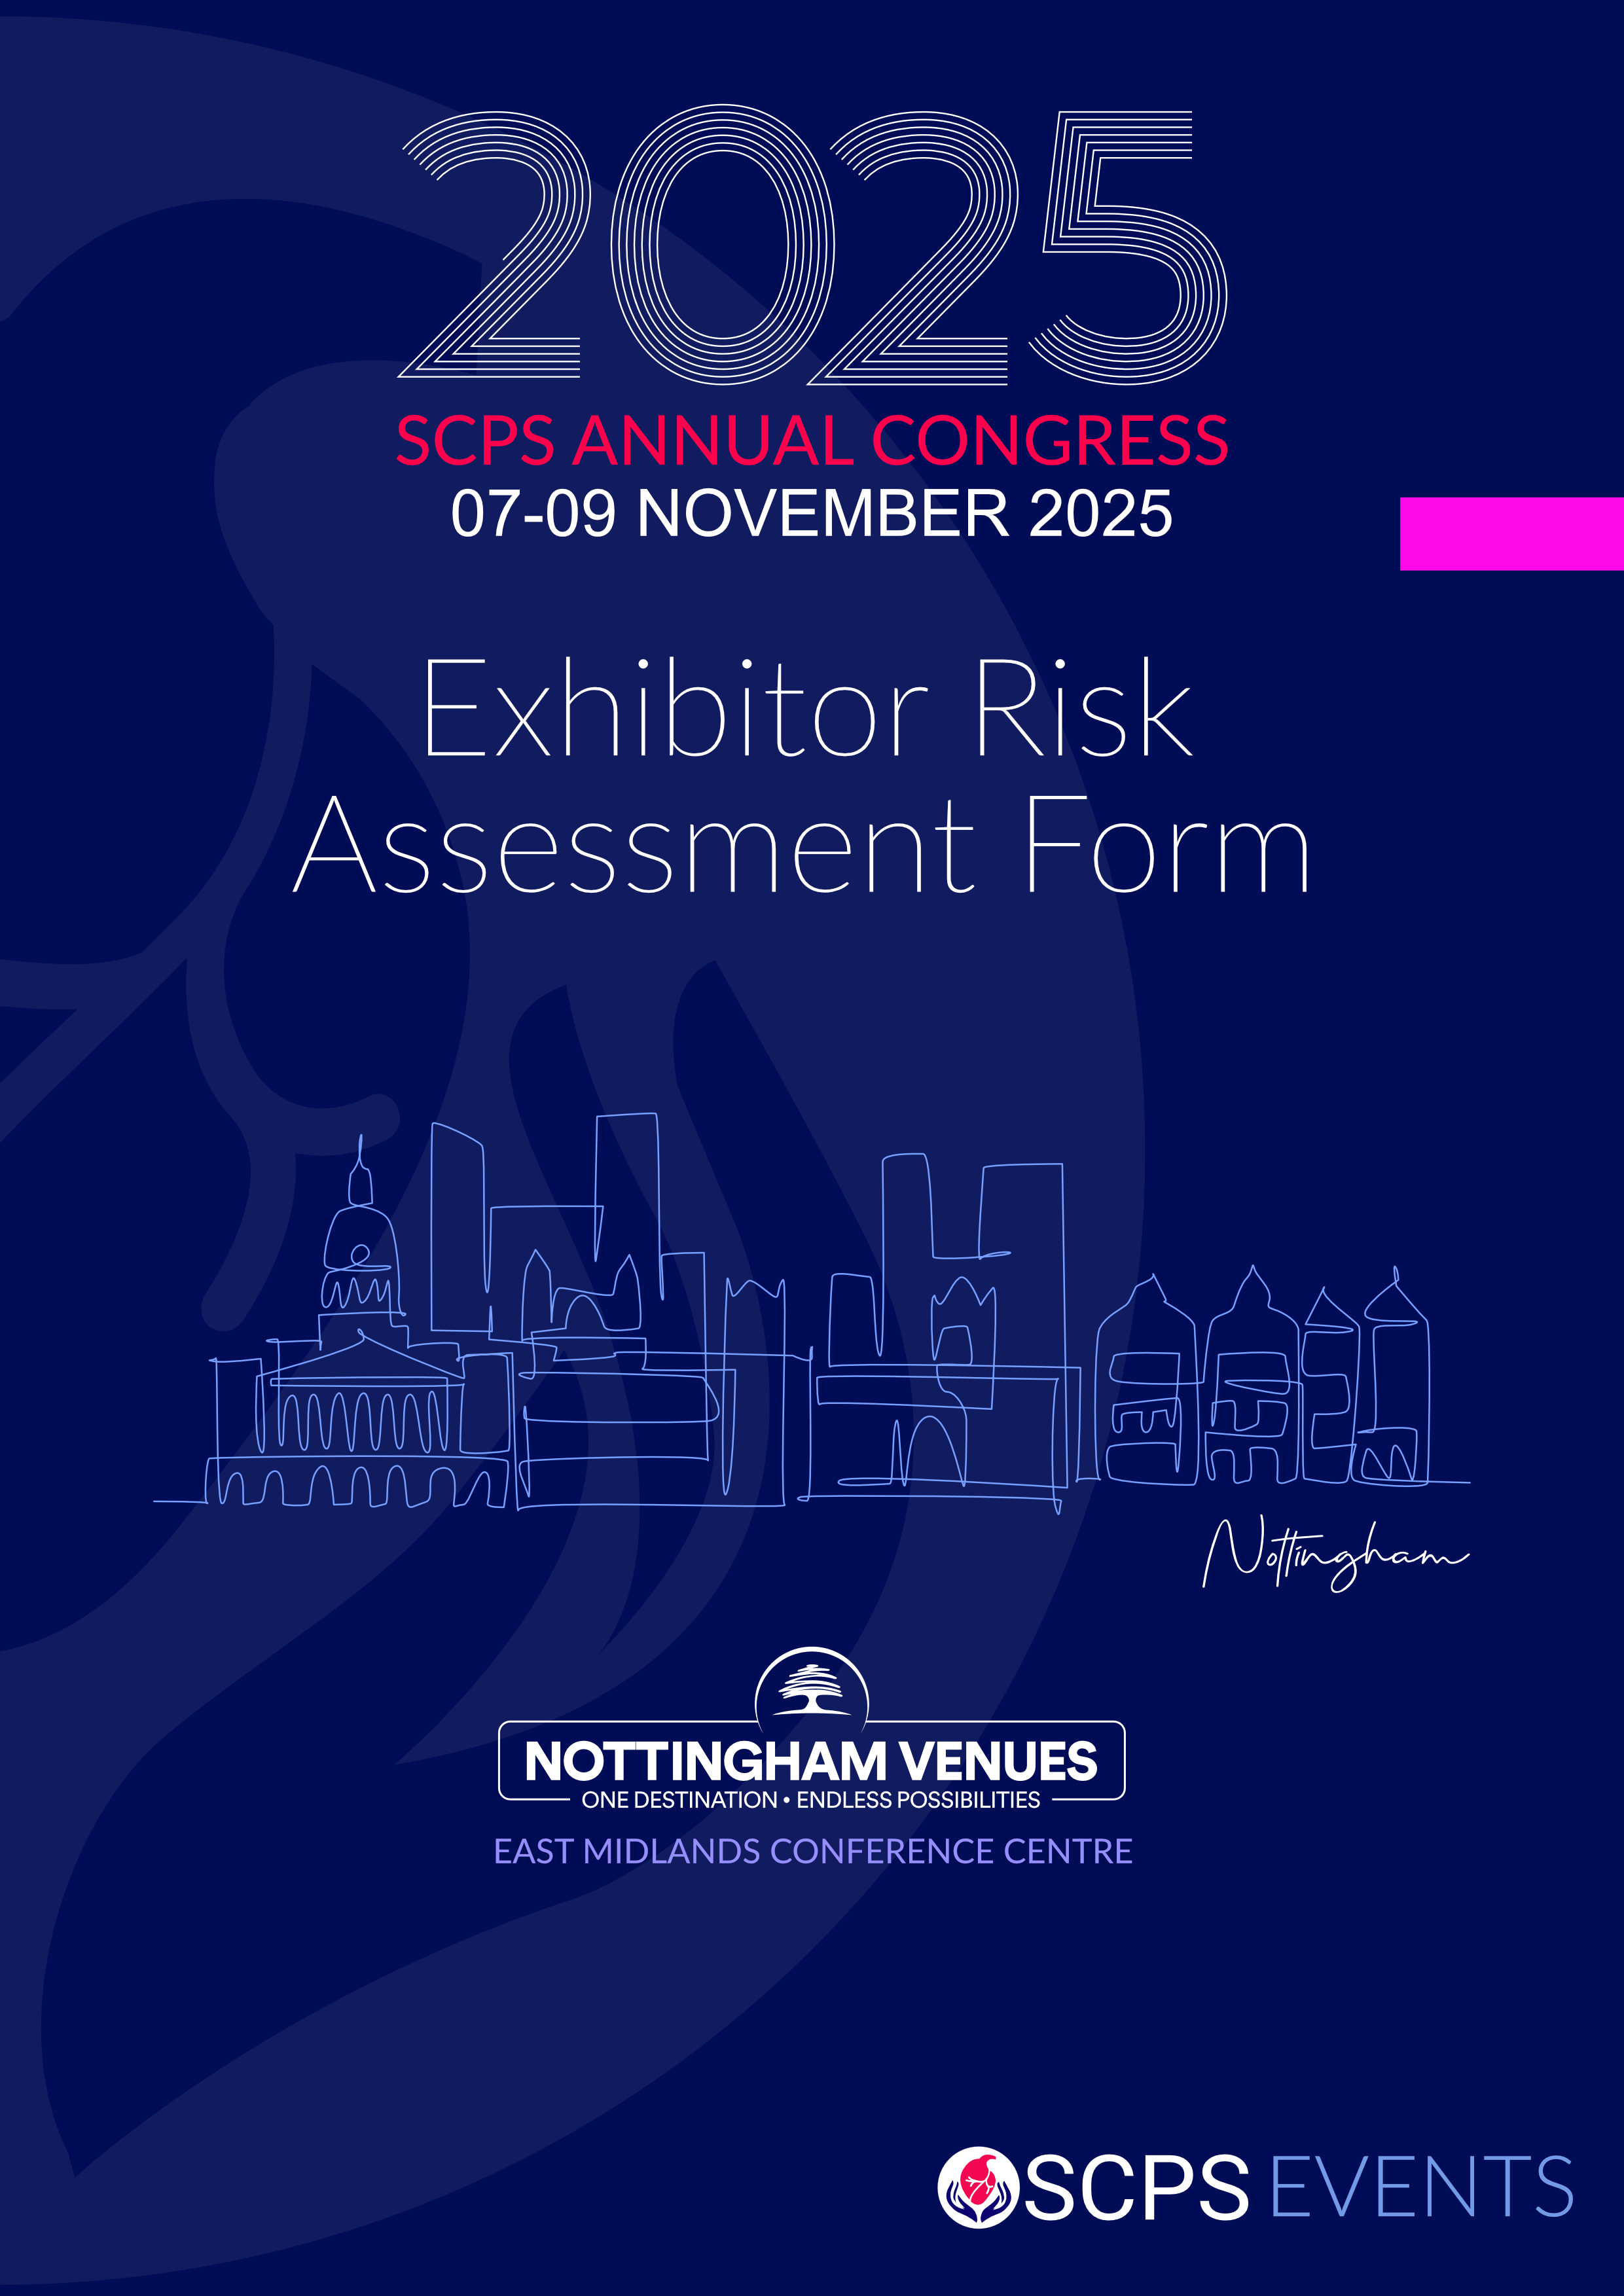 2025
SCPS ANNUAL CONGRESS
07-09 NOVEMBER 2025
Exhibitor Risk
Assessment Form
Nottingham
NOTTINGHAM VENUES
ONE DESTINATION • ENDLESS POSSIBILITIES
EAST MIDLANDS CONFERENCE CENTRE
SCPS EVENTS